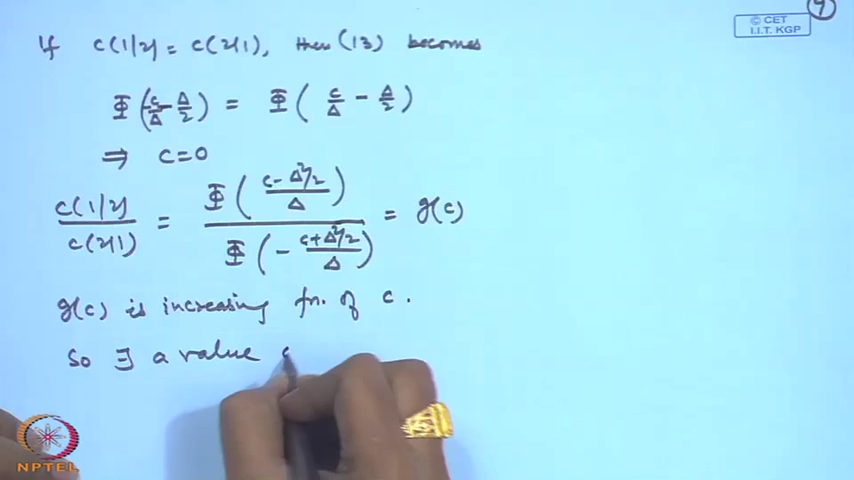 9
© CET
I.I.T. KGP
If c(1|2) = c(2|1), then (13) becomes
Φ(-c/Δ - Δ/2) = Φ(c/Δ - Δ/2)
⇒ c=0
c(1|2)/c(2|1) = Φ((c - Δ²/2)/Δ) / Φ(-(c + Δ²/2)/Δ) = g(c)
g(c) is increasing fn. of c.
So ∃ a value
NPTEL